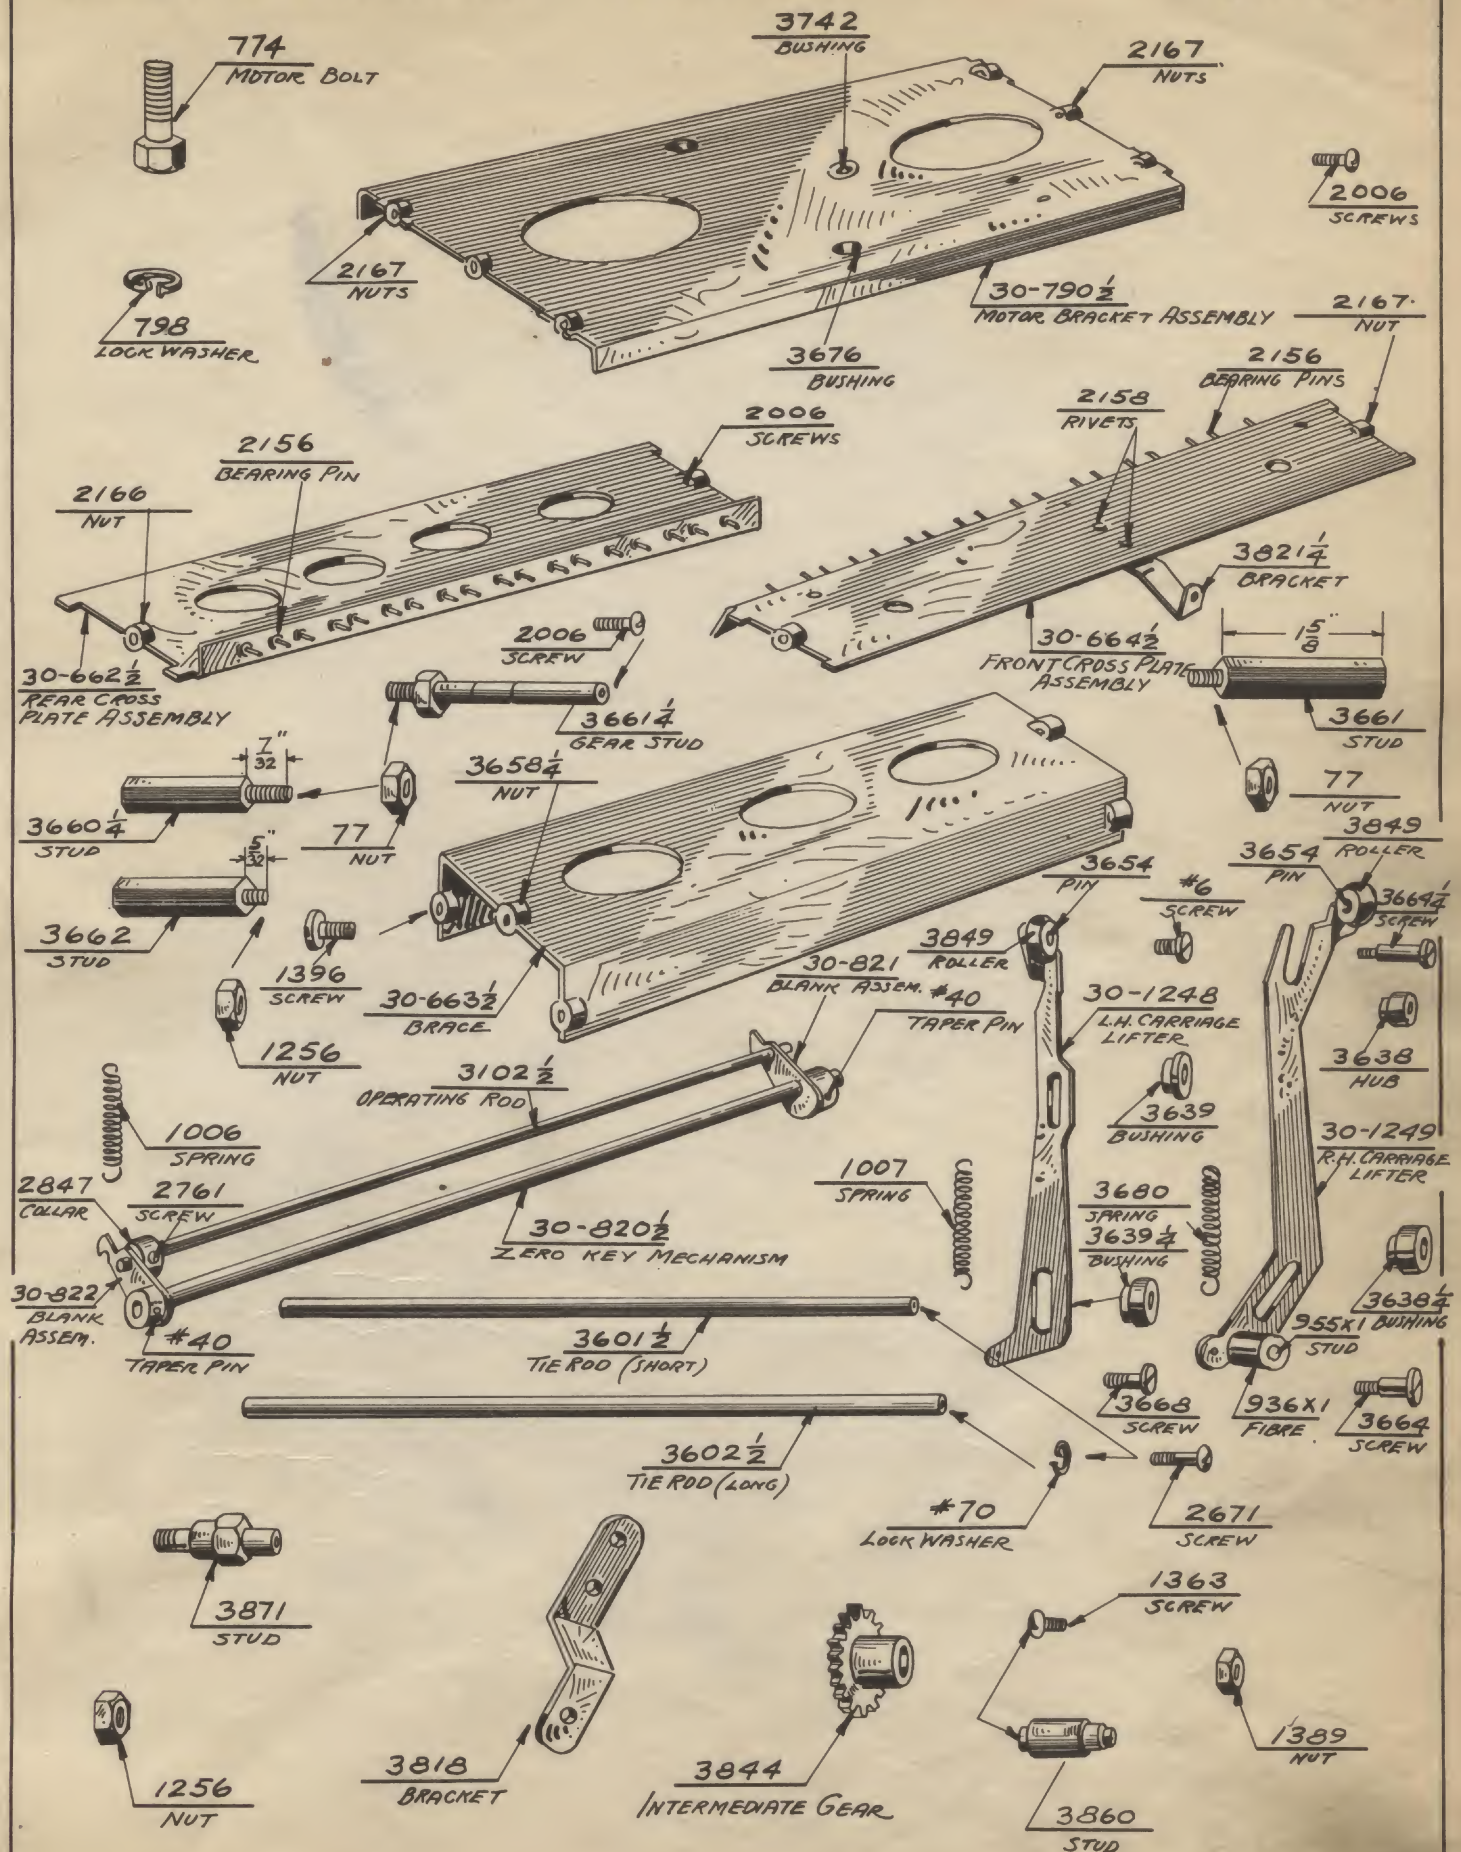 774
MOTOR BOLT
3742
BUSHING
2167
NUTS
2006
SCREWS
2167
NUTS
798
LOCK WASHER
30-790½
MOTOR BRACKET ASSEMBLY
3676
BUSHING
2167
NUT
2156
BEARING PINS
2158
RIVETS
2006
SCREWS
2156
BEARING PIN
2166
NUT
3821¼
BRACKET
30-662½
REAR CROSS
PLATE ASSEMBLY
2006
SCREW
30-664½
FRONT CROSS PLATE
ASSEMBLY
1⅝"
3661
STUD
3661¼
GEAR STUD
7/32"
3660¼
STUD
77
NUT
3658¼
NUT
77
NUT
5/32"
3662
STUD
1396
SCREW
30-663½
BRACE
1256
NUT
3654
PIN
#6
SCREW
3654
PIN
3849
ROLLER
3664¼
SCREW
3849
ROLLER
30-821
BLANK ASSEM.
#40
TAPER PIN
30-1248
L.H. CARRIAGE
LIFTER
3638
HUB
3639
BUSHING
30-1249
R.H. CARRIAGE
LIFTER
3102½
OPERATING ROD
1006
SPRING
2847
COLLAR
2761
SCREW
30-820½
ZERO KEY MECHANISM
1007
SPRING
3680
SPRING
3639¼
BUSHING
3638¼
BUSHING
955X1
STUD
30-822
BLANK
ASSEM.
#40
TAPER PIN
3601½
TIE ROD (SHORT)
3668
SCREW
936X1
FIBRE
3664
SCREW
3602½
TIE ROD (LONG)
#70
LOCK WASHER
2671
SCREW
3871
STUD
1363
SCREW
1256
NUT
3818
BRACKET
3844
INTERMEDIATE GEAR
3860
STUD
1389
NUT